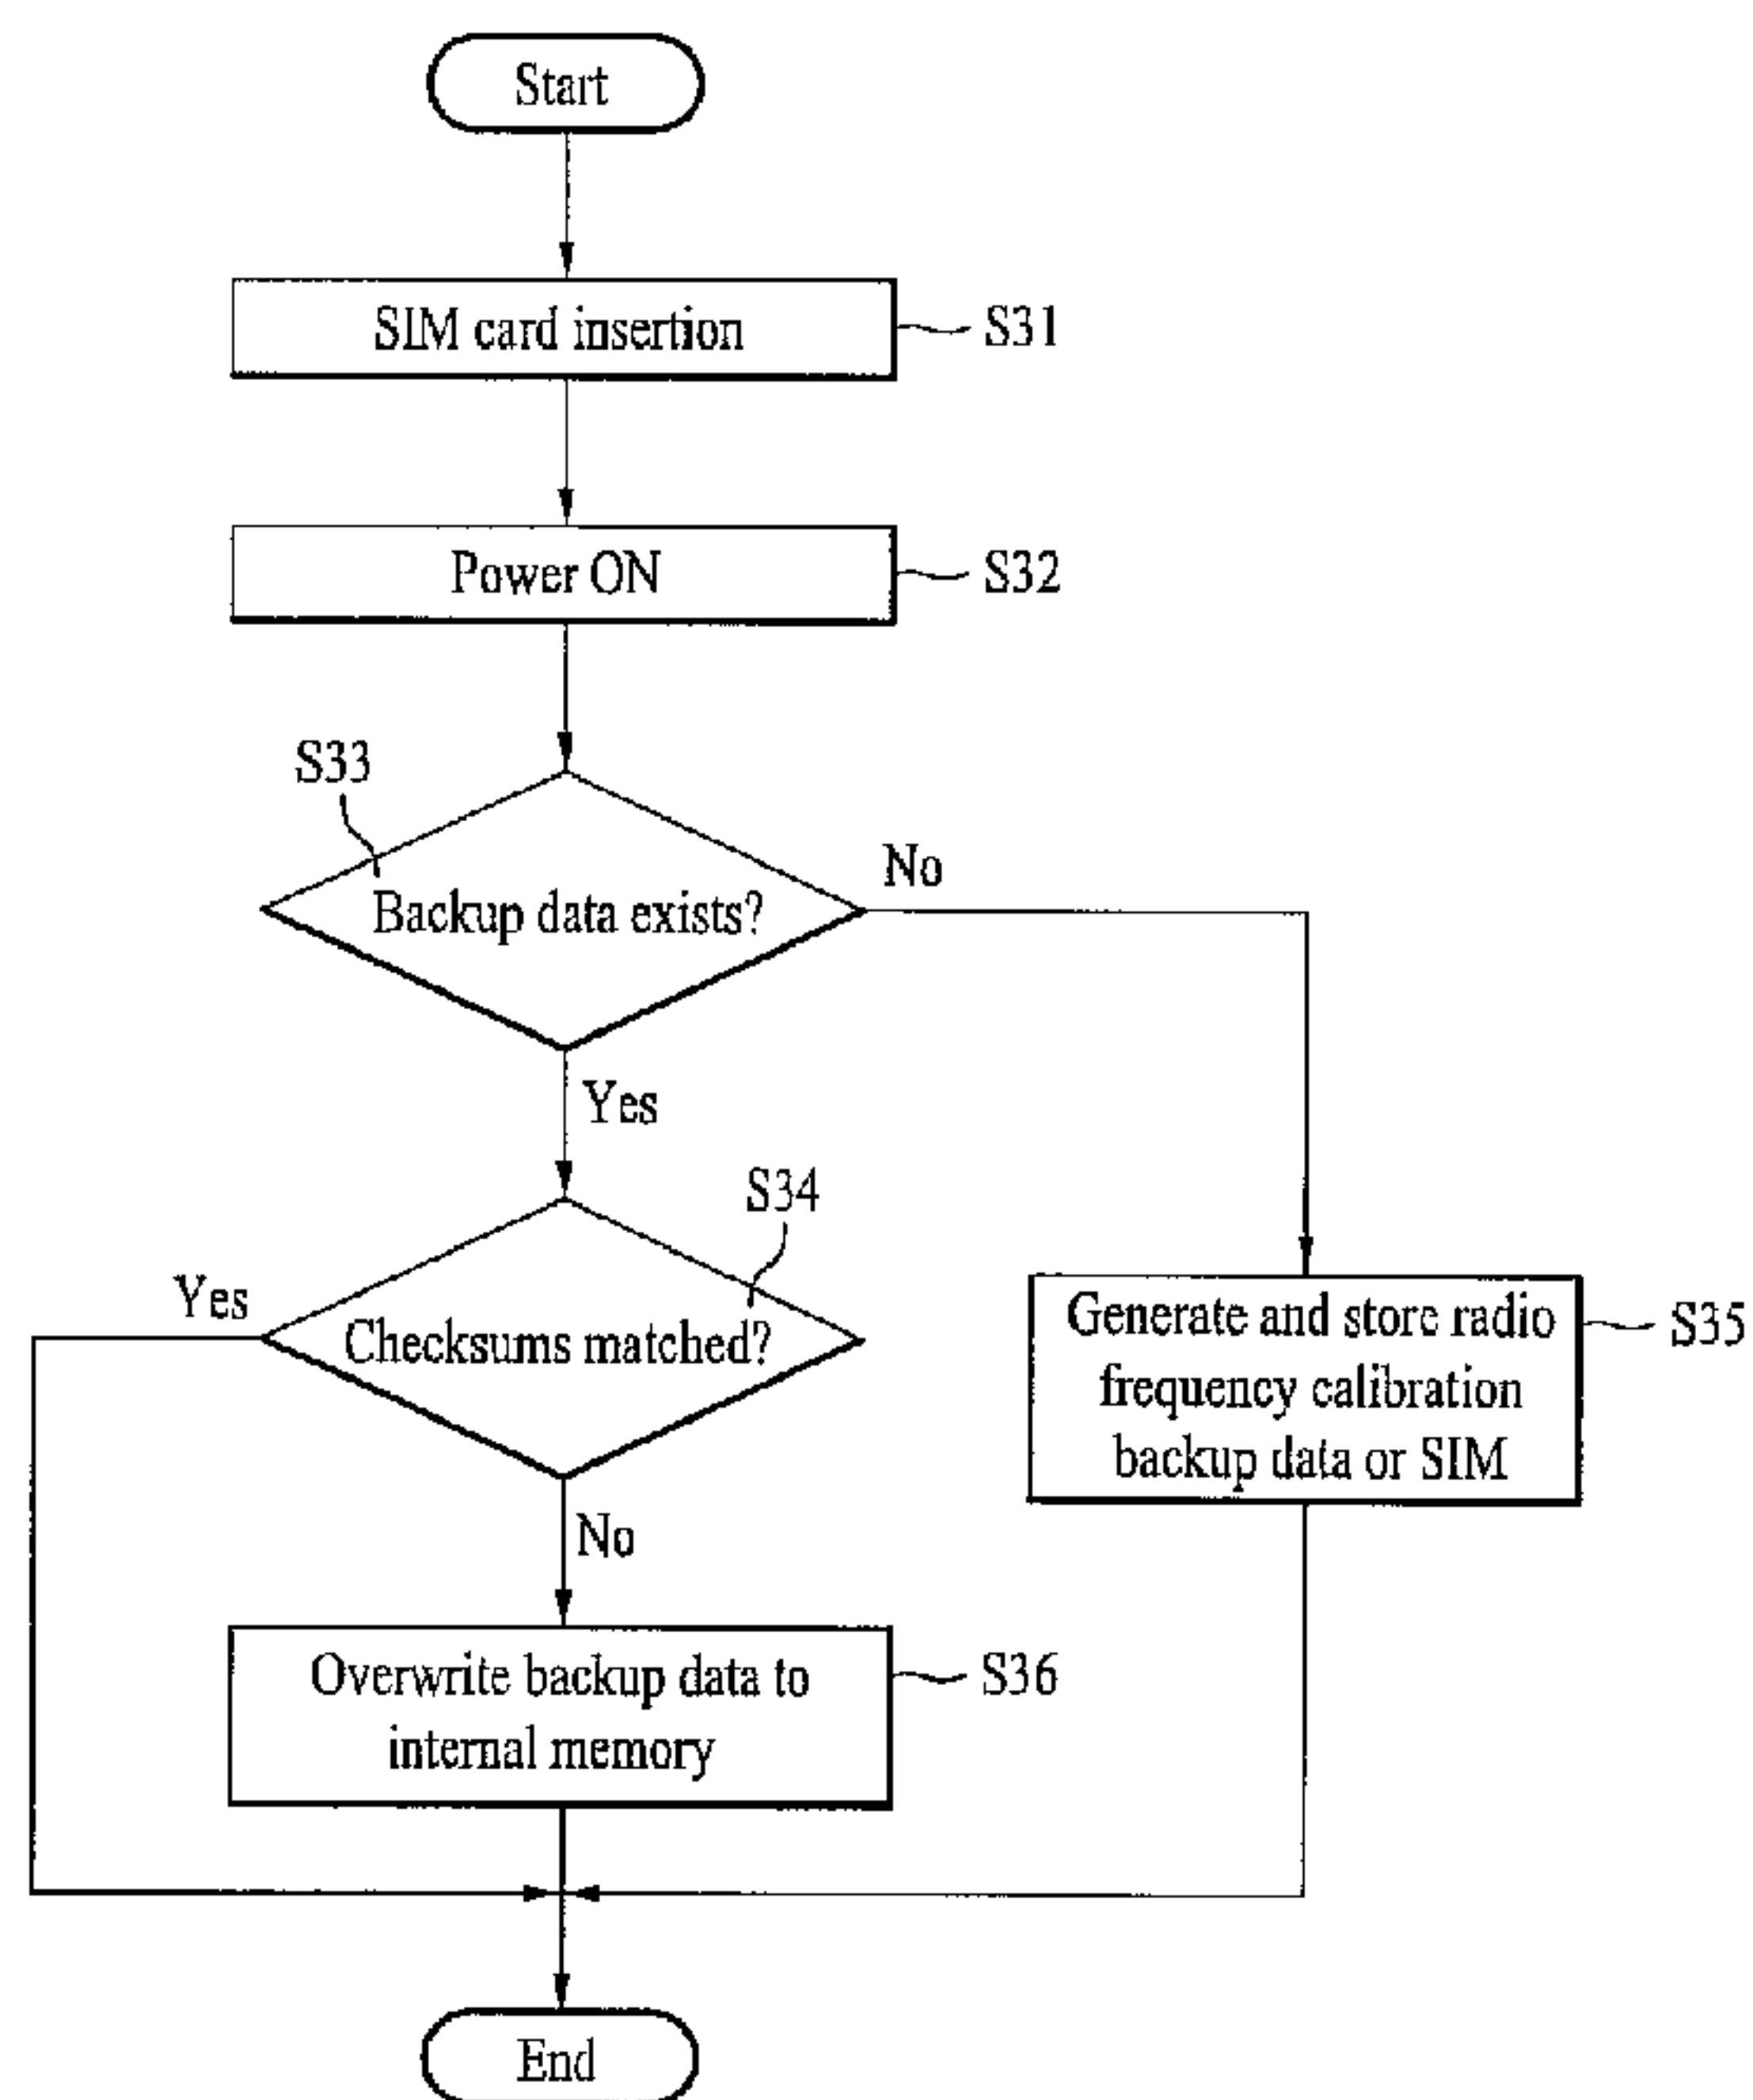 Start
SIM card insertion
S31
Power ON
S32
S33
Backup data exists?
No
Yes
S34
Yes
Checksums matched?
Generate and store radio
frequency calibration
backup data or SIM
S35
No
Overwrite backup data to
internal memory
S36
End